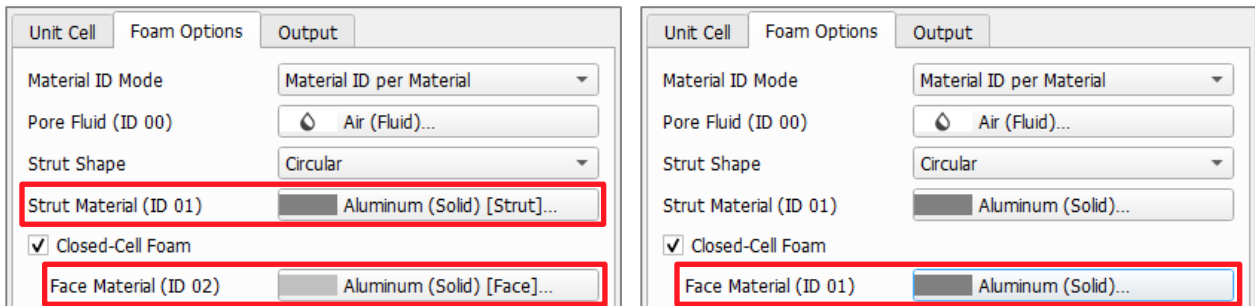 Unit Cell Foam Options Output
Material ID Mode Material ID per Material
Pore Fluid (ID 00) Air (Fluid)...
Strut Shape Circular
Strut Material (ID 01) Aluminum (Solid) [Strut]...
Closed-Cell Foam
Face Material (ID 02) Aluminum (Solid) [Face]...
Unit Cell Foam Options Output
Material ID Mode Material ID per Material
Pore Fluid (ID 00) Air (Fluid)...
Strut Shape Circular
Strut Material (ID 01) Aluminum (Solid)...
Closed-Cell Foam
Face Material (ID 01) Aluminum (Solid)...